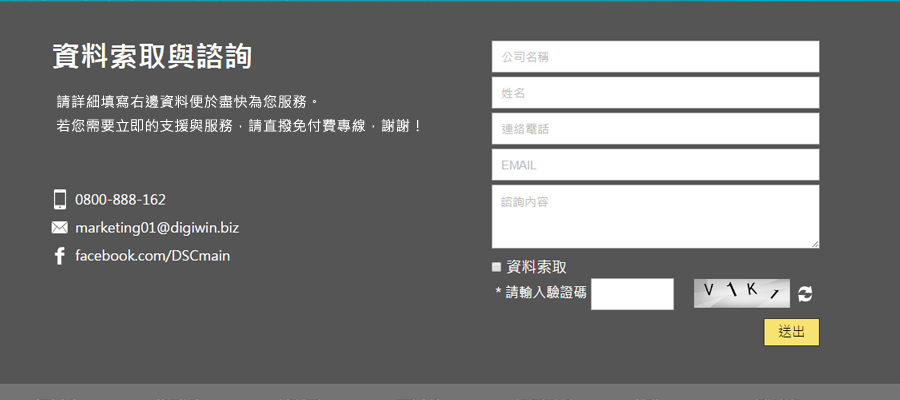 資料索取與諮詢
請詳細填寫右邊資料便於盡快為您服務。
若您需要立即的支援與服務，請直撥免付費專線，謝謝！
0800-888-162
marketing01@digiwin.biz
facebook.com/DSCmain
公司名稱
姓名
連絡電話
EMAIL
諮詢內容
資料索取
* 請輸入驗證碼
送出